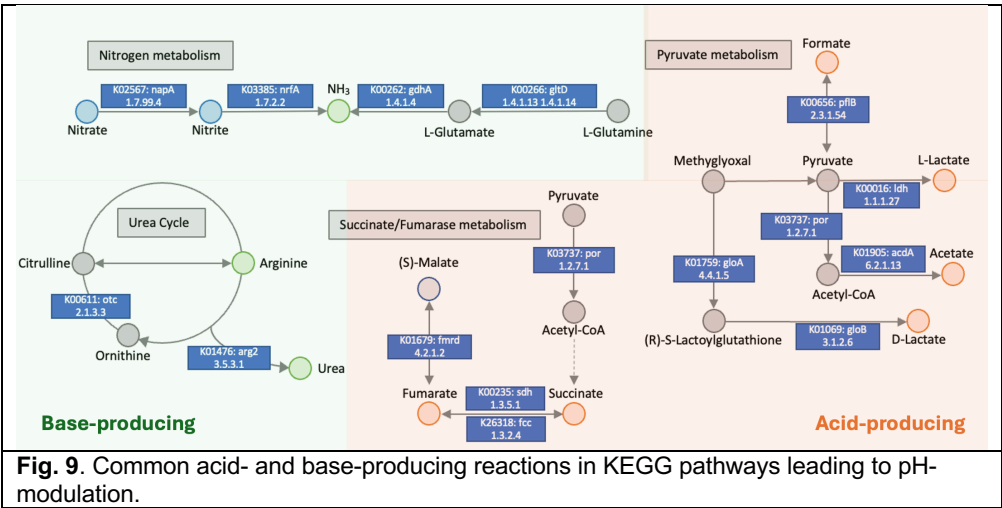 Nitrogen metabolism
K02567: napA
1.7.99.4
K03385: nrfA
1.7.2.2
NH3
K00262: gdhA
1.4.1.4
K00266: gltD
1.4.1.13 1.4.1.14
Nitrate
Nitrite
L-Glutamate
L-Glutamine
Urea Cycle
Citrulline
Arginine
K00611: otc
2.1.3.3
Ornithine
K01476: arg2
3.5.3.1
Urea
Base-producing
Succinate/Fumarase metabolism
Pyruvate
K03737: por
1.2.7.1
(S)-Malate
Acetyl-CoA
K01679: fmrd
4.2.1.2
Fumarate
K00235: sdh
1.3.5.1
Succinate
K26318: fcc
1.3.2.4
Pyruvate metabolism
Formate
K00656: pflB
2.3.1.54
Methyglyoxal
Pyruvate
L-Lactate
K00016: ldh
1.1.1.27
K03737: por
1.2.7.1
K01759: gloA
4.4.1.5
K01905: acdA
6.2.1.13
Acetate
Acetyl-CoA
(R)-S-Lactoylglutathione
K01069: gloB
3.1.2.6
D-Lactate
Acid-producing
Fig. 9. Common acid- and base-producing reactions in KEGG pathways leading to pH-
modulation.